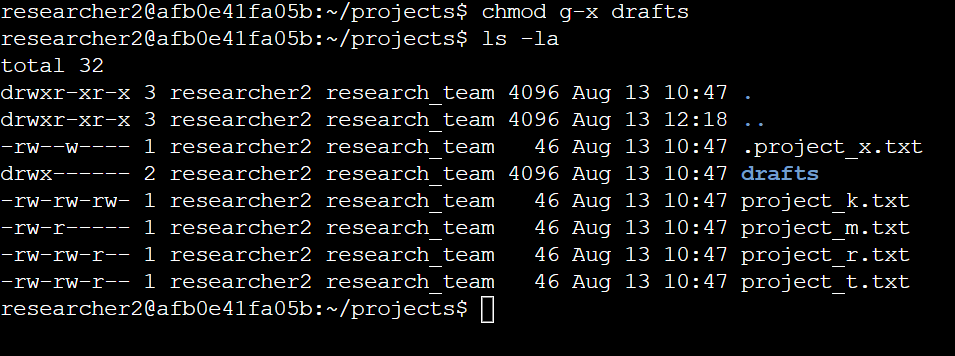 researcher2@afb0e41fa05b:~/projects$ chmod g-x drafts
researcher2@afb0e41fa05b:~/projects$ ls -la
total 32
drwxr-xr-x 3 researcher2 research_team 4096 Aug 13 10:47 .
drwxr-xr-x 3 researcher2 research_team 4096 Aug 13 12:18 ..
-rw--w---- 1 researcher2 research_team   46 Aug 13 10:47 .project_x.txt
drwx------ 2 researcher2 research_team 4096 Aug 13 10:47 drafts
-rw-rw-rw- 1 researcher2 research_team   46 Aug 13 10:47 project_k.txt
-rw-r----- 1 researcher2 research_team   46 Aug 13 10:47 project_m.txt
-rw-rw-r-- 1 researcher2 research_team   46 Aug 13 10:47 project_r.txt
-rw-rw-r-- 1 researcher2 research_team   46 Aug 13 10:47 project_t.txt
researcher2@afb0e41fa05b:~/projects$